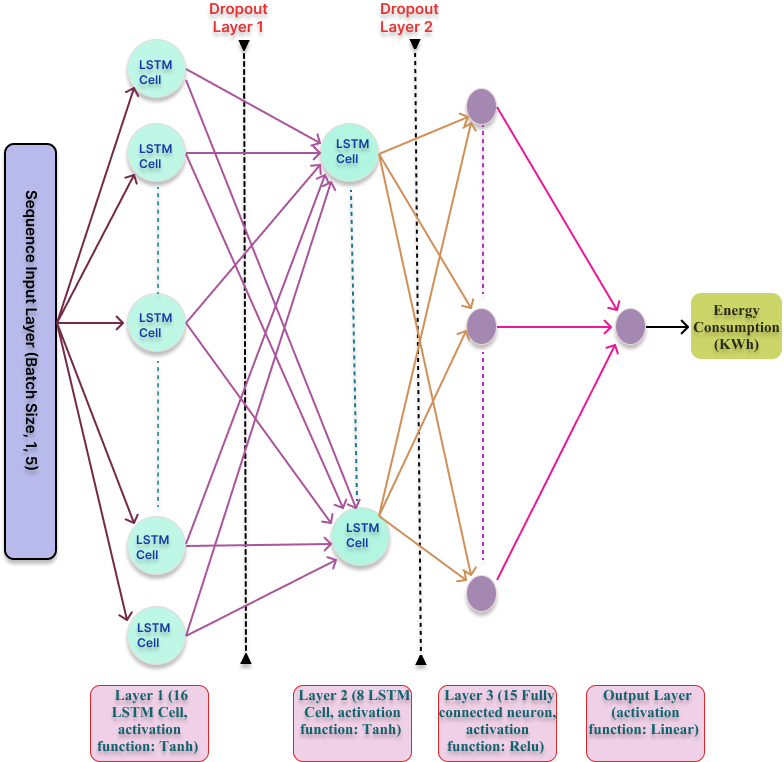 Dropout
Layer 1
Dropout
Layer 2
LSTM
Cell
LSTM
Cell
LSTM
Cell
LSTM
Cell
LSTM
Cell
LSTM
Cell
LSTM
Cell
Sequence Input Layer (Batch Size, 1, 5)
Energy
Consumption
(KWh)
Layer 1 (16
LSTM Cell,
activation
function: Tanh)
Layer 2 (8 LSTM
Cell, activation
function: Tanh)
Layer 3 (15 Fully
connected neuron,
activation
function: Relu)
Output Layer
(activation
function: Linear)